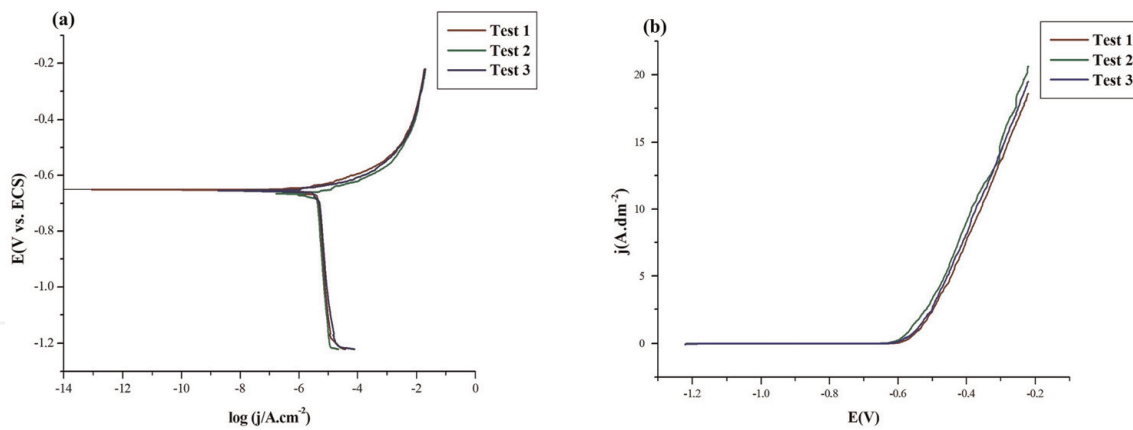 (a)
Test 1
Test 2
Test 3
-0.2
-0.4
-0.6
-0.8
-1.0
-1.2
E(V vs. ECS)
-14 -12 -10 -8 -6 -4 -2 0
log (j/A.cm-2)
(b)
Test 1
Test 2
Test 3
20
15
10
5
0
j(A.dm-2)
-1.2 -1.0 -0.8 -0.6 -0.4 -0.2
E(V)